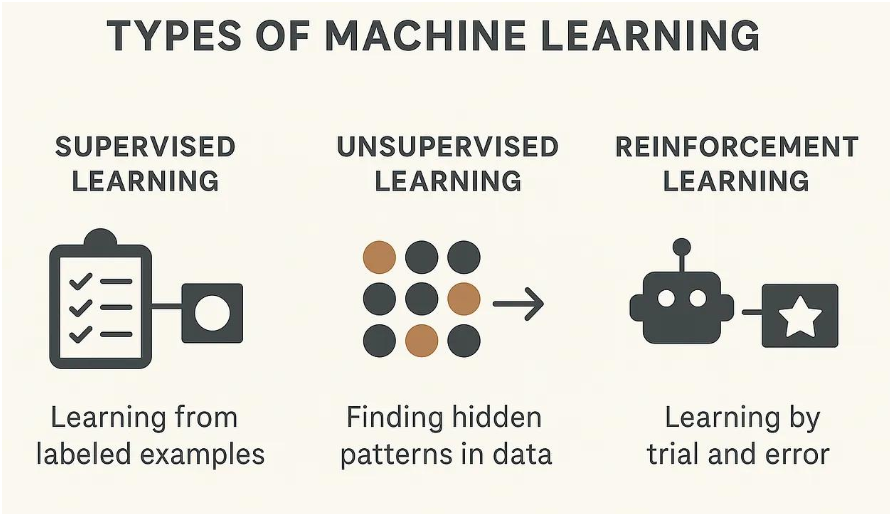 TYPES OF MACHINE LEARNING
SUPERVISED
LEARNING
UNSUPERVISED
LEARNING
REINFORCEMENT
LEARNING
Learning from
labeled examples
Finding hidden
patterns in data
Learning by
trial and error